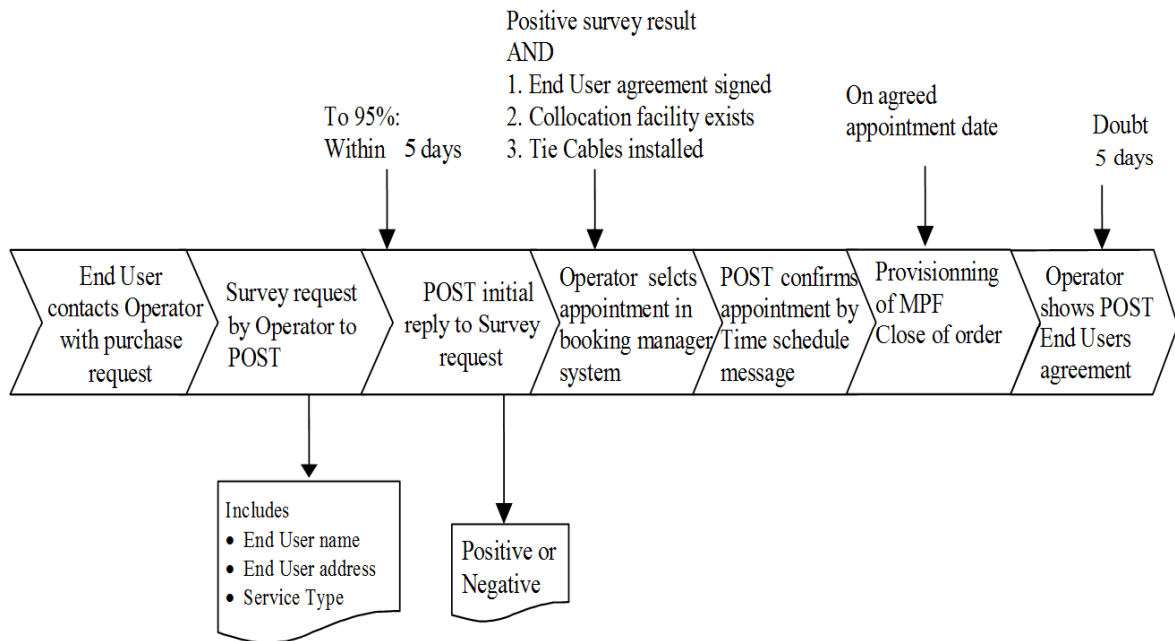 Positive survey result
AND
1. End User agreement signed
2. Collocation facility exists
3. Tie Cables installed
To 95%:
Within 5 days
On agreed
appointment date
Doubt
5 days
End User
contacts Operator
with purchase
request
Survey request
by Operator to
POST
POST initial
reply to Survey
request
Operator selcts
appointment in
booking manager
system
POST confirms
appointment by
Time schedule
message
Provisionning
of MPF
Close of order
Operator
shows POST
End Users
agreement
Includes
• End User name
• End User address
• Service Type
Positive or
Negative